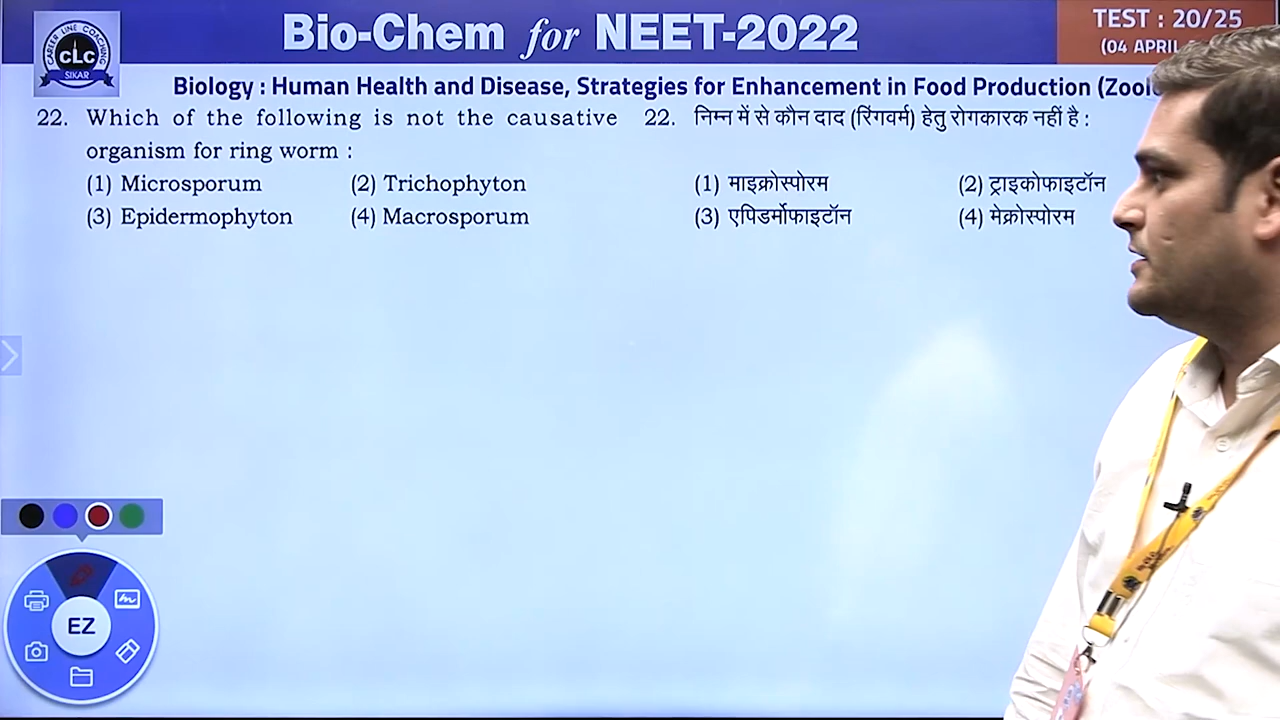 CAREER LINE COACHING
CLC
SIKAR
Bio-Chem for NEET-2022
TEST : 20/25
(04 APRIL
Biology : Human Health and Disease, Strategies for Enhancement in Food Production
22. Which of the following is not the causative
organism for ring worm :
(1) Microsporum (2) Trichophyton
(3) Epidermophyton (4) Macrosporum
22. निम्न में से कौन दाद (रिंगवर्म) हेतु रोगकारक नहीं है :
(1) माइक्रोस्पोरम (2) ट्राइकोफाइटॉन
(3) एपिडर्मोफाइटॉन (4) मेक्रोस्पोरम
EZ